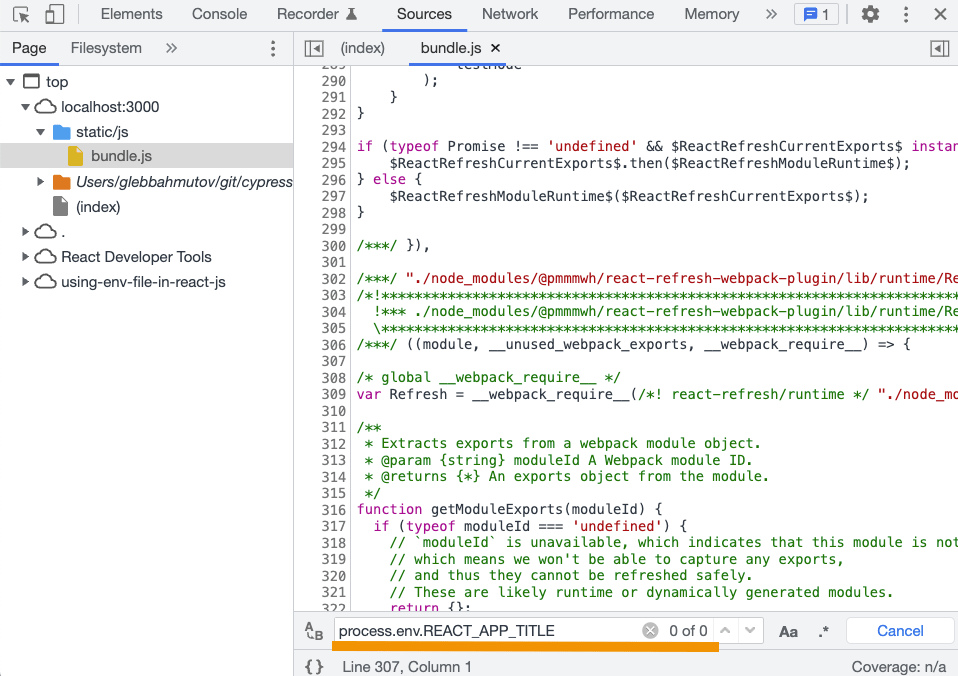 Elements Console Recorder Sources Network Performance Memory » 1
Page Filesystem » (index) bundle.js ×
top
localhost:3000
static/js
bundle.js
Users/glebbahmutov/git/cypress
(index)
.
React Developer Tools
using-env-file-in-react-js
290 );
291 }
292 }
293
294 if (typeof Promise !== 'undefined' && $ReactRefreshCurrentExports$ instan
295 $ReactRefreshCurrentExports$.then($ReactRefreshModuleRuntime$);
296 } else {
297 $ReactRefreshModuleRuntime$($ReactRefreshCurrentExports$);
298 }
299
300 /***/ }),
301
302 /***/ "./node_modules/@pmmmwh/react-refresh-webpack-plugin/lib/runtime/Re
303 /*!***********************************************************************
304 !*** ./node_modules/@pmmmwh/react-refresh-webpack-plugin/lib/runtime/Re
305 \***********************************************************************
306 /***/ ((module, __unused_webpack_exports, __webpack_require__) => {
307
308 /* global __webpack_require__ */
309 var Refresh = __webpack_require__(/*! react-refresh/runtime */ "./node_mo
310
311 /**
312 * Extracts exports from a webpack module object.
313 * @param {string} moduleId A Webpack module ID.
314 * @returns {*} An exports object from the module.
315 */
316 function getModuleExports(moduleId) {
317 if (typeof moduleId === 'undefined') {
318 // `moduleId` is unavailable, which indicates that this module is not
319 // which means we won't be able to capture any exports,
320 // and thus they cannot be refreshed safely.
321 // These are likely runtime or dynamically generated modules.
322 return {};
process.env.REACT_APP_TITLE 0 of 0 Aa .* Cancel
{} Line 307, Column 1 Coverage: n/a